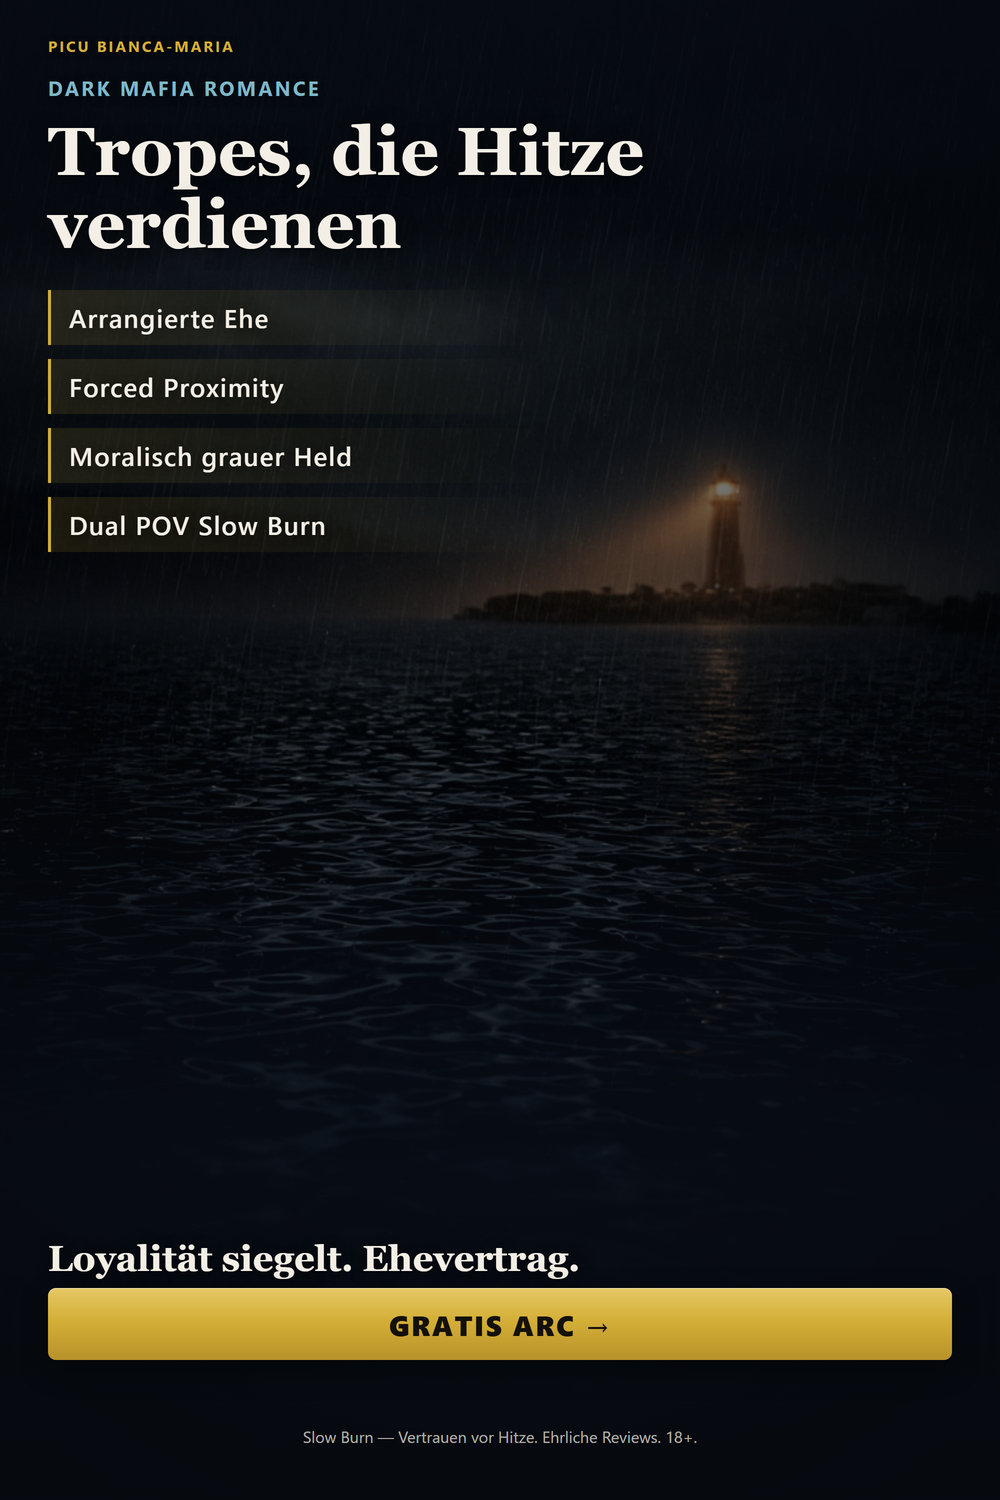 PICU BIANCA-MARIA
DARK MAFIA ROMANCE
Tropes, die Hitze
verdienen
Arrangierte Ehe
Forced Proximity
Moralisch grauer Held
Dual POV Slow Burn
Loyalität siegelt. Ehevertrag.
GRATIS ARC →
Slow Burn — Vertrauen vor Hitze. Ehrliche Reviews. 18+.